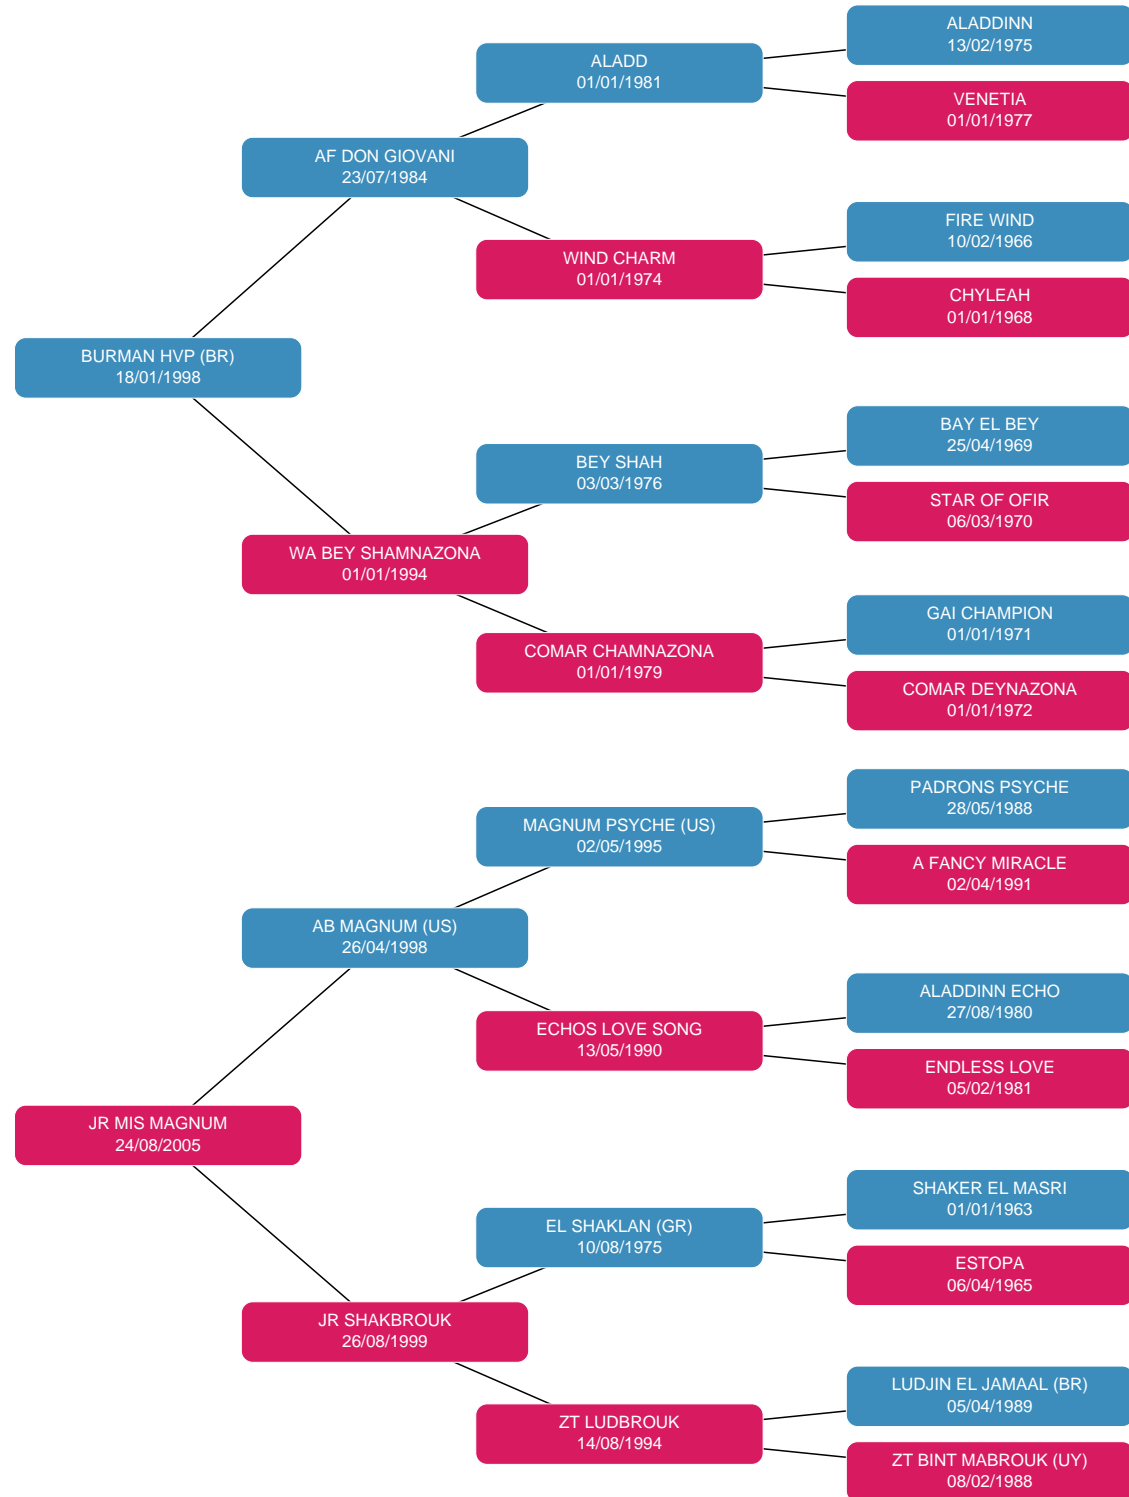 ALADDINN
13/02/1975
ALADD
01/01/1981
VENETIA
01/01/1977
AF DON GIOVANI
23/07/1984
FIRE WIND
10/02/1966
WIND CHARM
01/01/1974
CHYLEAH
01/01/1968
BURMAN HVP (BR)
18/01/1998
BAY EL BEY
25/04/1969
BEY SHAH
03/03/1976
STAR OF OFIR
06/03/1970
WA BEY SHAMNAZONA
01/01/1994
GAI CHAMPION
01/01/1971
COMAR CHAMNAZONA
01/01/1979
COMAR DEYNAZONA
01/01/1972
PADRONS PSYCHE
28/05/1988
MAGNUM PSYCHE (US)
02/05/1995
A FANCY MIRACLE
02/04/1991
AB MAGNUM (US)
26/04/1998
ALADDINN ECHO
27/08/1980
ECHOS LOVE SONG
13/05/1990
ENDLESS LOVE
05/02/1981
JR MIS MAGNUM
24/08/2005
SHAKER EL MASRI
01/01/1963
EL SHAKLAN (GR)
10/08/1975
ESTOPA
06/04/1965
JR SHAKBROUK
26/08/1999
LUDJIN EL JAMAAL (BR)
05/04/1989
ZT LUDBROUK
14/08/1994
ZT BINT MABROUK (UY)
08/02/1988